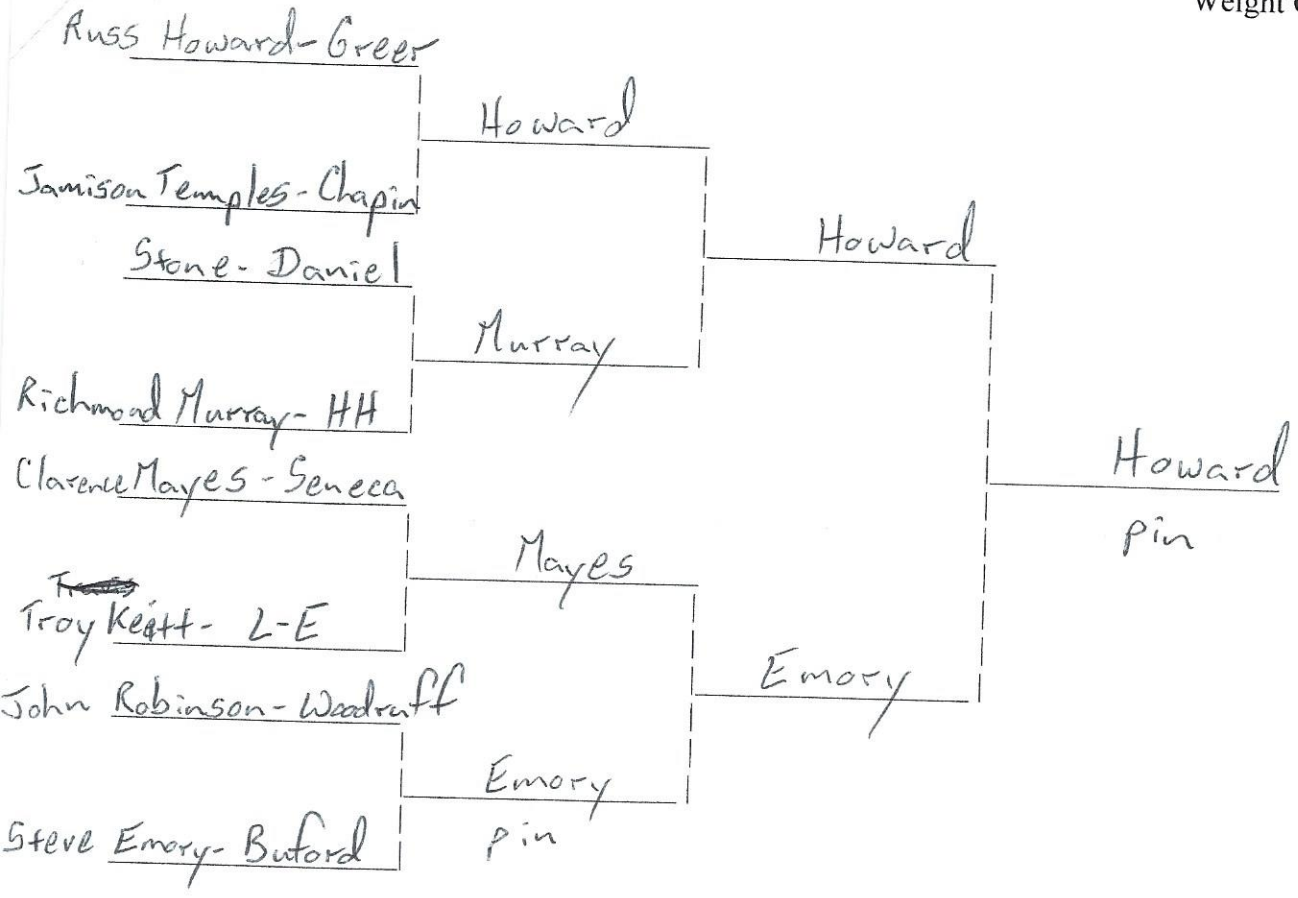 Weight
Russ Howard-Greer
Howard
Jamison Temples-Chapin
Howard
Stone- Daniel
Murray
Richmond Murray- HH
Howard
Clarence Mayes - Seneca
pin
Mayes
Troy Keitt- L-E
Emory
John Robinson-Woodruff
Emory
pin
Steve Emory- Buford